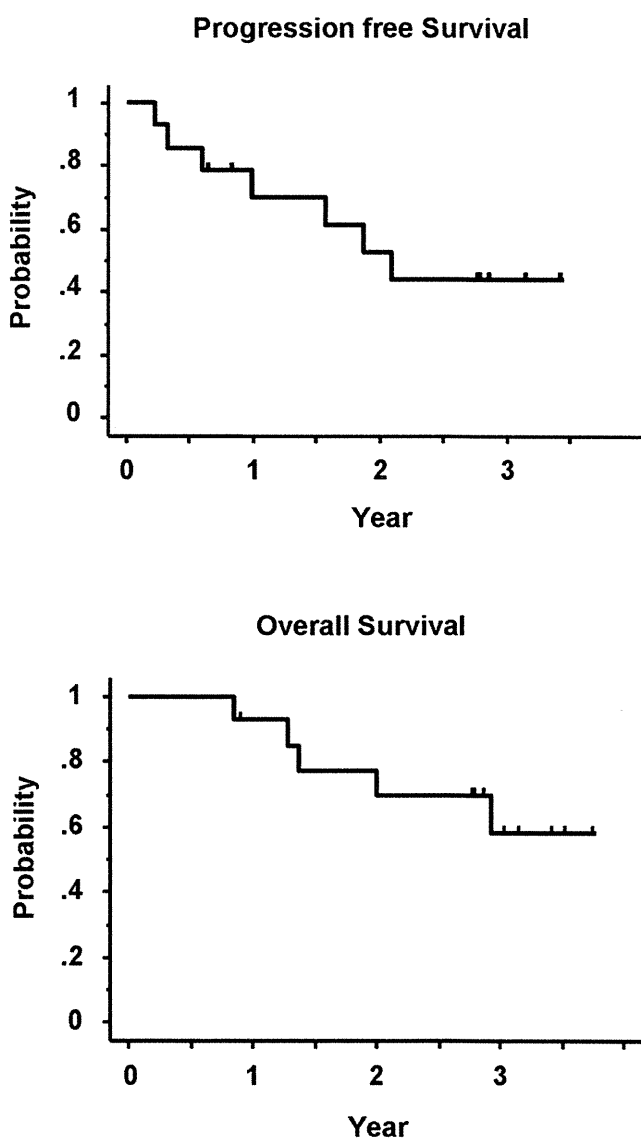 Progression free Survival
1
.8
.6
.4
.2
0
Probability
0 1 2 3
Year
Overall Survival
1
.8
.6
.4
.2
0
Probability
0 1 2 3
Year